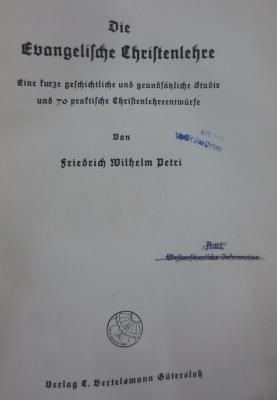 Die
Evangelische Christenlehre
Eine kurze geschichtliche und grundsätzliche Studie
und 70 praktische Christenlehreentwürfe
Von
Friedrich Wilhelm Petri
Amt
Weltanschauliche Information
Verlag C. Bertelsmann Gütersloh